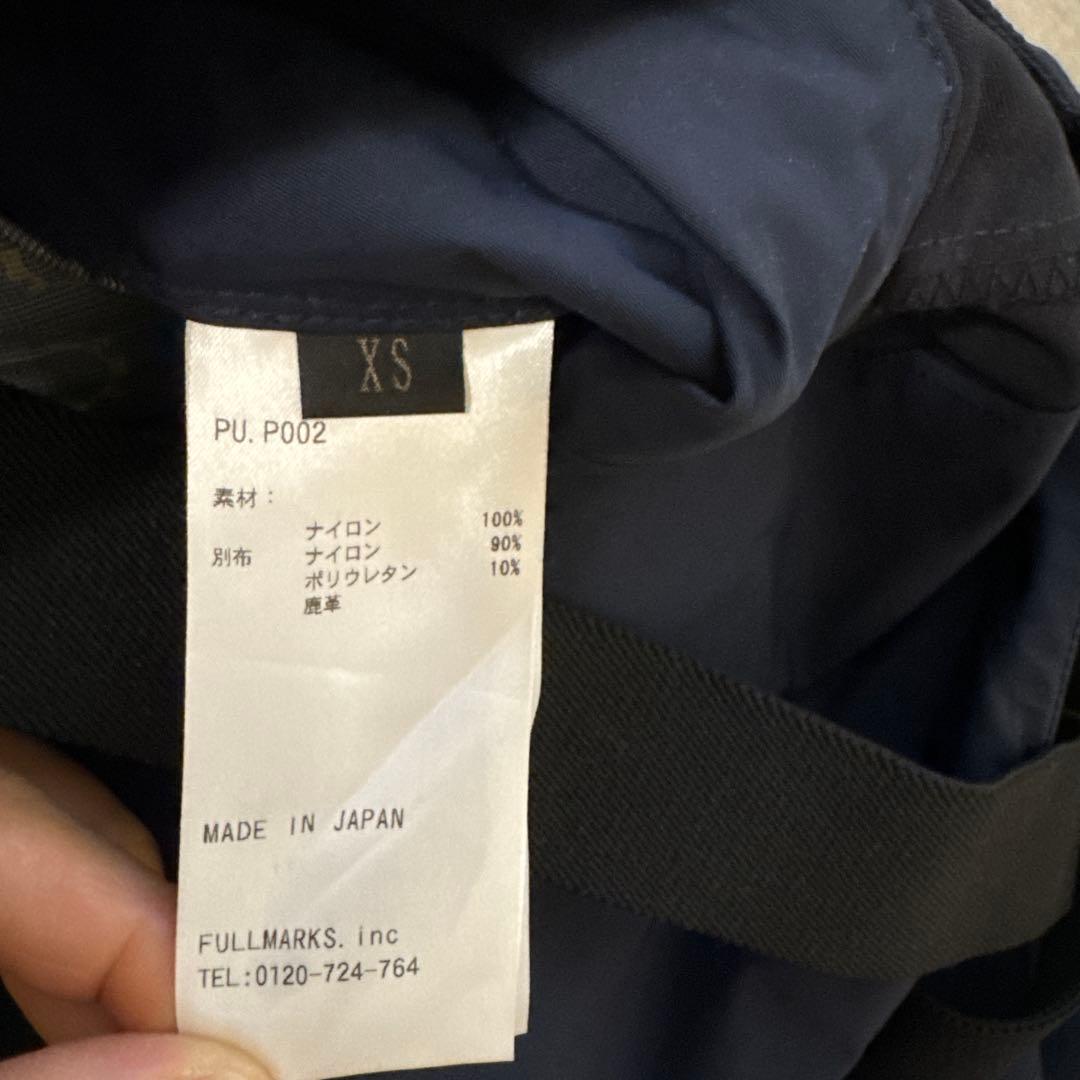 XS
PU. P002
素材:
ナイロン 100%
別布 ナイロン 90%
ポリウレタン 10%
鹿革
MADE IN JAPAN
FULLMARKS. inc
TEL:0120-724-764